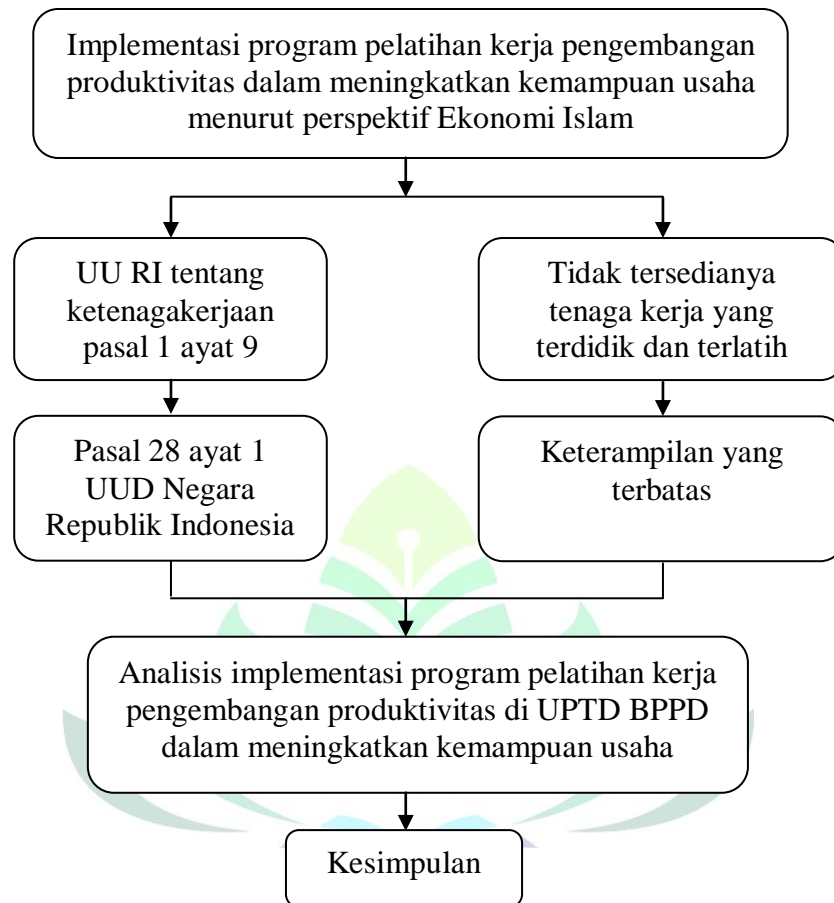 Implementasi program pelatihan kerja pengembangan
produktivitas dalam meningkatkan kemampuan usaha
menurut perspektif Ekonomi Islam
UU RI tentang
ketenagakerjaan
pasal 1 ayat 9
Tidak tersedianya
tenaga kerja yang
terdidik dan terlatih
Pasal 28 ayat 1
UUD Negara
Republik Indonesia
Keterampilan yang
terbatas
Analisis implementasi program pelatihan kerja
pengembangan produktivitas di UPTD BPPD
dalam meningkatkan kemampuan usaha
Kesimpulan